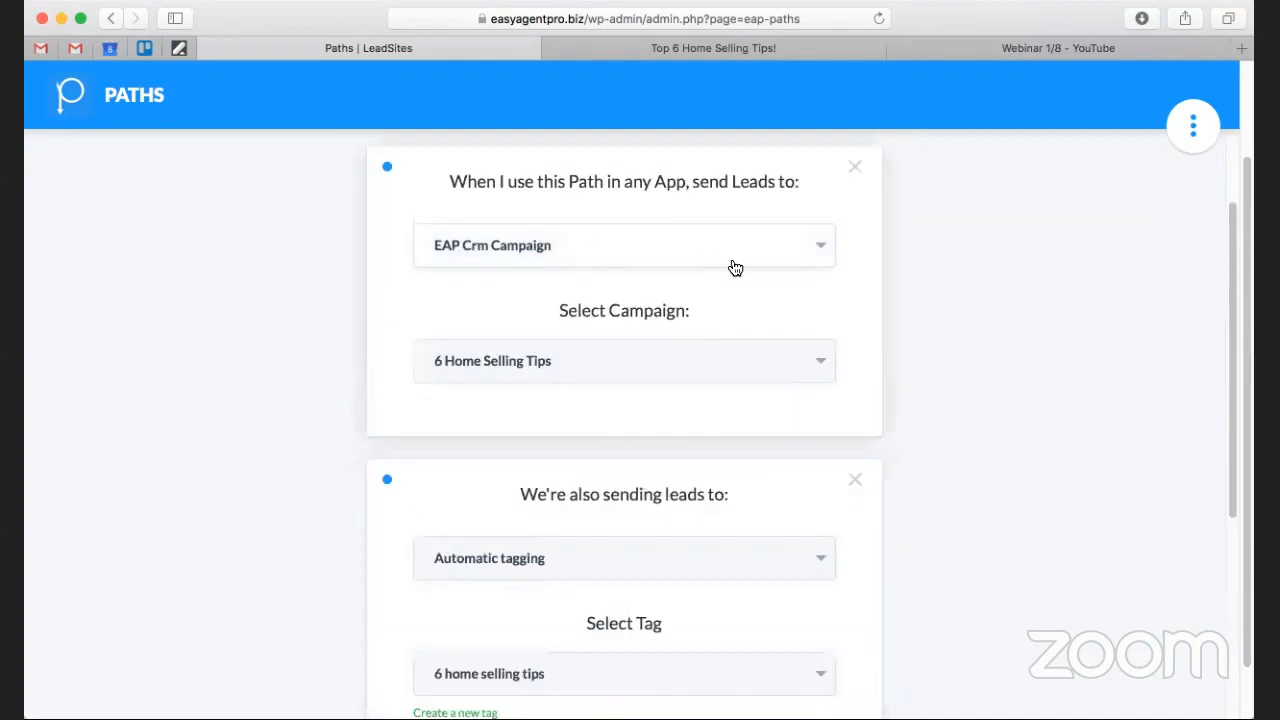 easyagentpro.biz/wp-admin/admin.php?page=eap-paths
Paths | LeadSites
Top 6 Home Selling Tips!
Webinar 1/8 - YouTube
PATHS
When I use this Path in any App, send Leads to:
EAP Crm Campaign
Select Campaign:
6 Home Selling Tips
We're also sending leads to:
Automatic tagging
Select Tag
6 home selling tips
Create a new tag
zoom